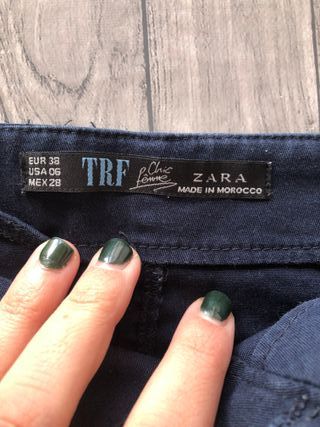 EUR 38
USA 06
MEX 28
TRF
Chic
femme
ZARA
MADE IN MOROCCO